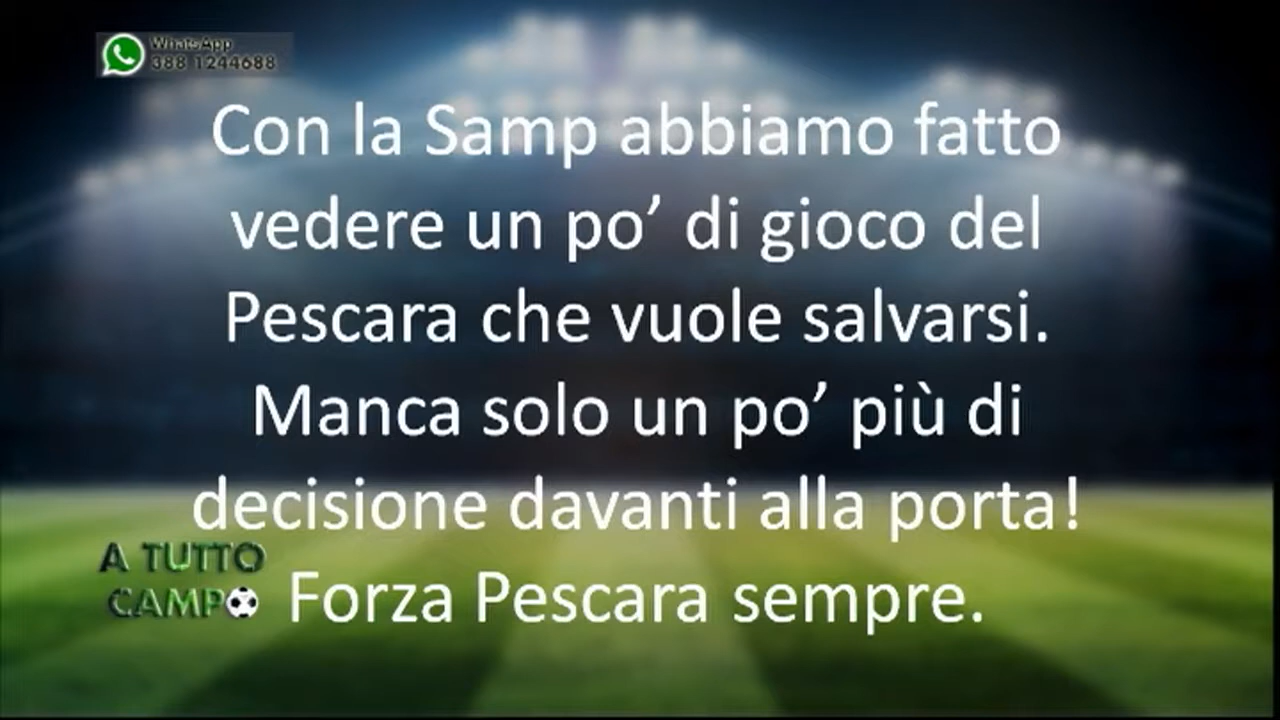 WhatsApp
388 1244688
Con la Samp abbiamo fatto
vedere un po’ di gioco del
Pescara che vuole salvarsi.
Manca solo un po’ più di
decisione davanti alla porta!
Forza Pescara sempre.
A TUTTO
CAMPO